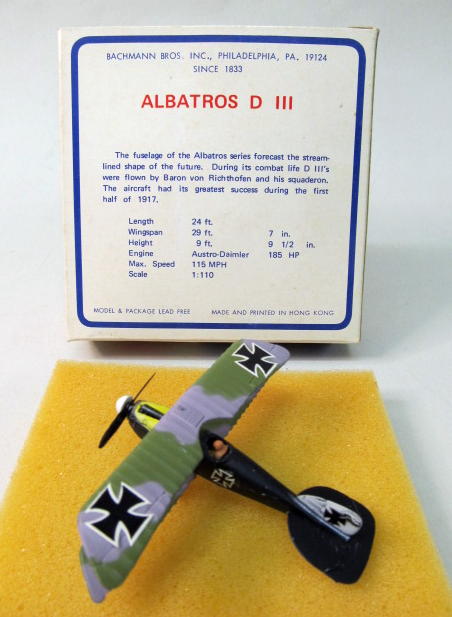 BACHMANN BROS. INC., PHILADELPHIA, PA. 19124
SINCE 1833
ALBATROS D III
The fuselage of the Albatros series forecast the stream-
lined shape of the future. During its combat life D III's
were flown by Baron von Richthofen and his squaderon.
The aircraft had its greatest success during the first
half of 1917.
Length 24 ft.
Wingspan 29 ft. 7 in.
Height 9 ft. 9 1/2 in.
Engine Austro-Daimler 185 HP
Max. Speed 115 MPH
Scale 1:110
MODEL & PACKAGE LEAD FREE MADE AND PRINTED IN HONG KONG